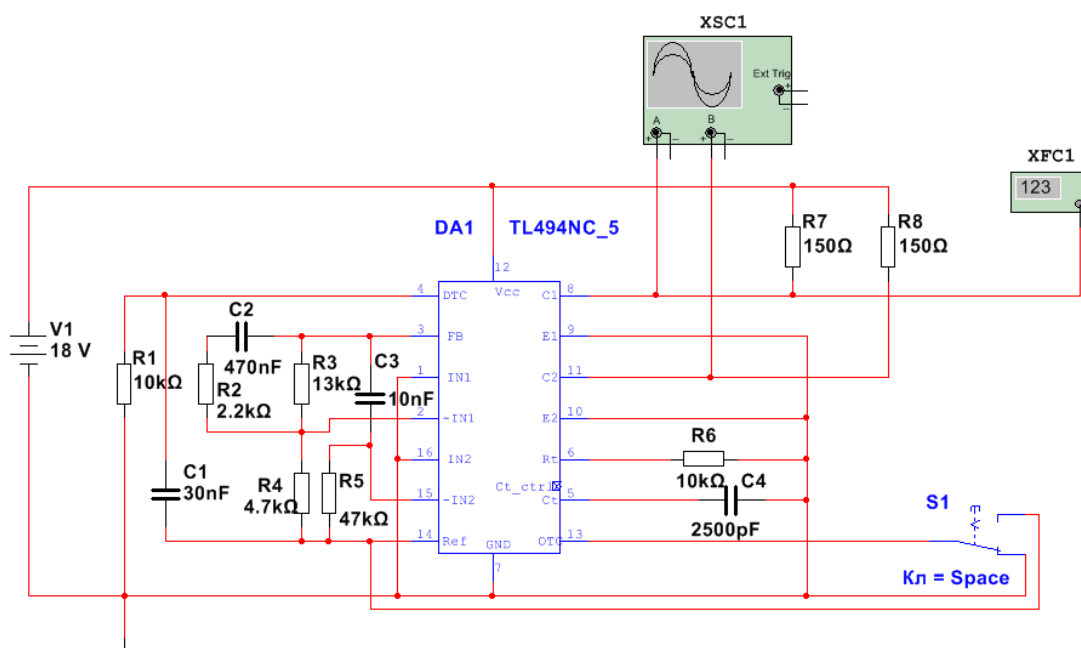 XSC1
Ext Trig
+
−
A
B
+ −
+ −
XFC1
123
DA1
TL494NC_5
R7
150Ω
R8
150Ω
12
Vcc
4 DTC
C1 8
C2
470nF
3 FB
E1 9
V1
18 V
R1
10kΩ
R2
2.2kΩ
R3
13kΩ
C3
10nF
1 IN1
C2 11
2 -IN1
E2 10
16 IN2
Rt 6
R6
10kΩ
C1
30nF
R4
4.7kΩ
R5
47kΩ
Ct_ctrl
15 -IN2
Ct 5
C4
2500pF
14 Ref
GND
7
OTC 13
S1
Кл = Space